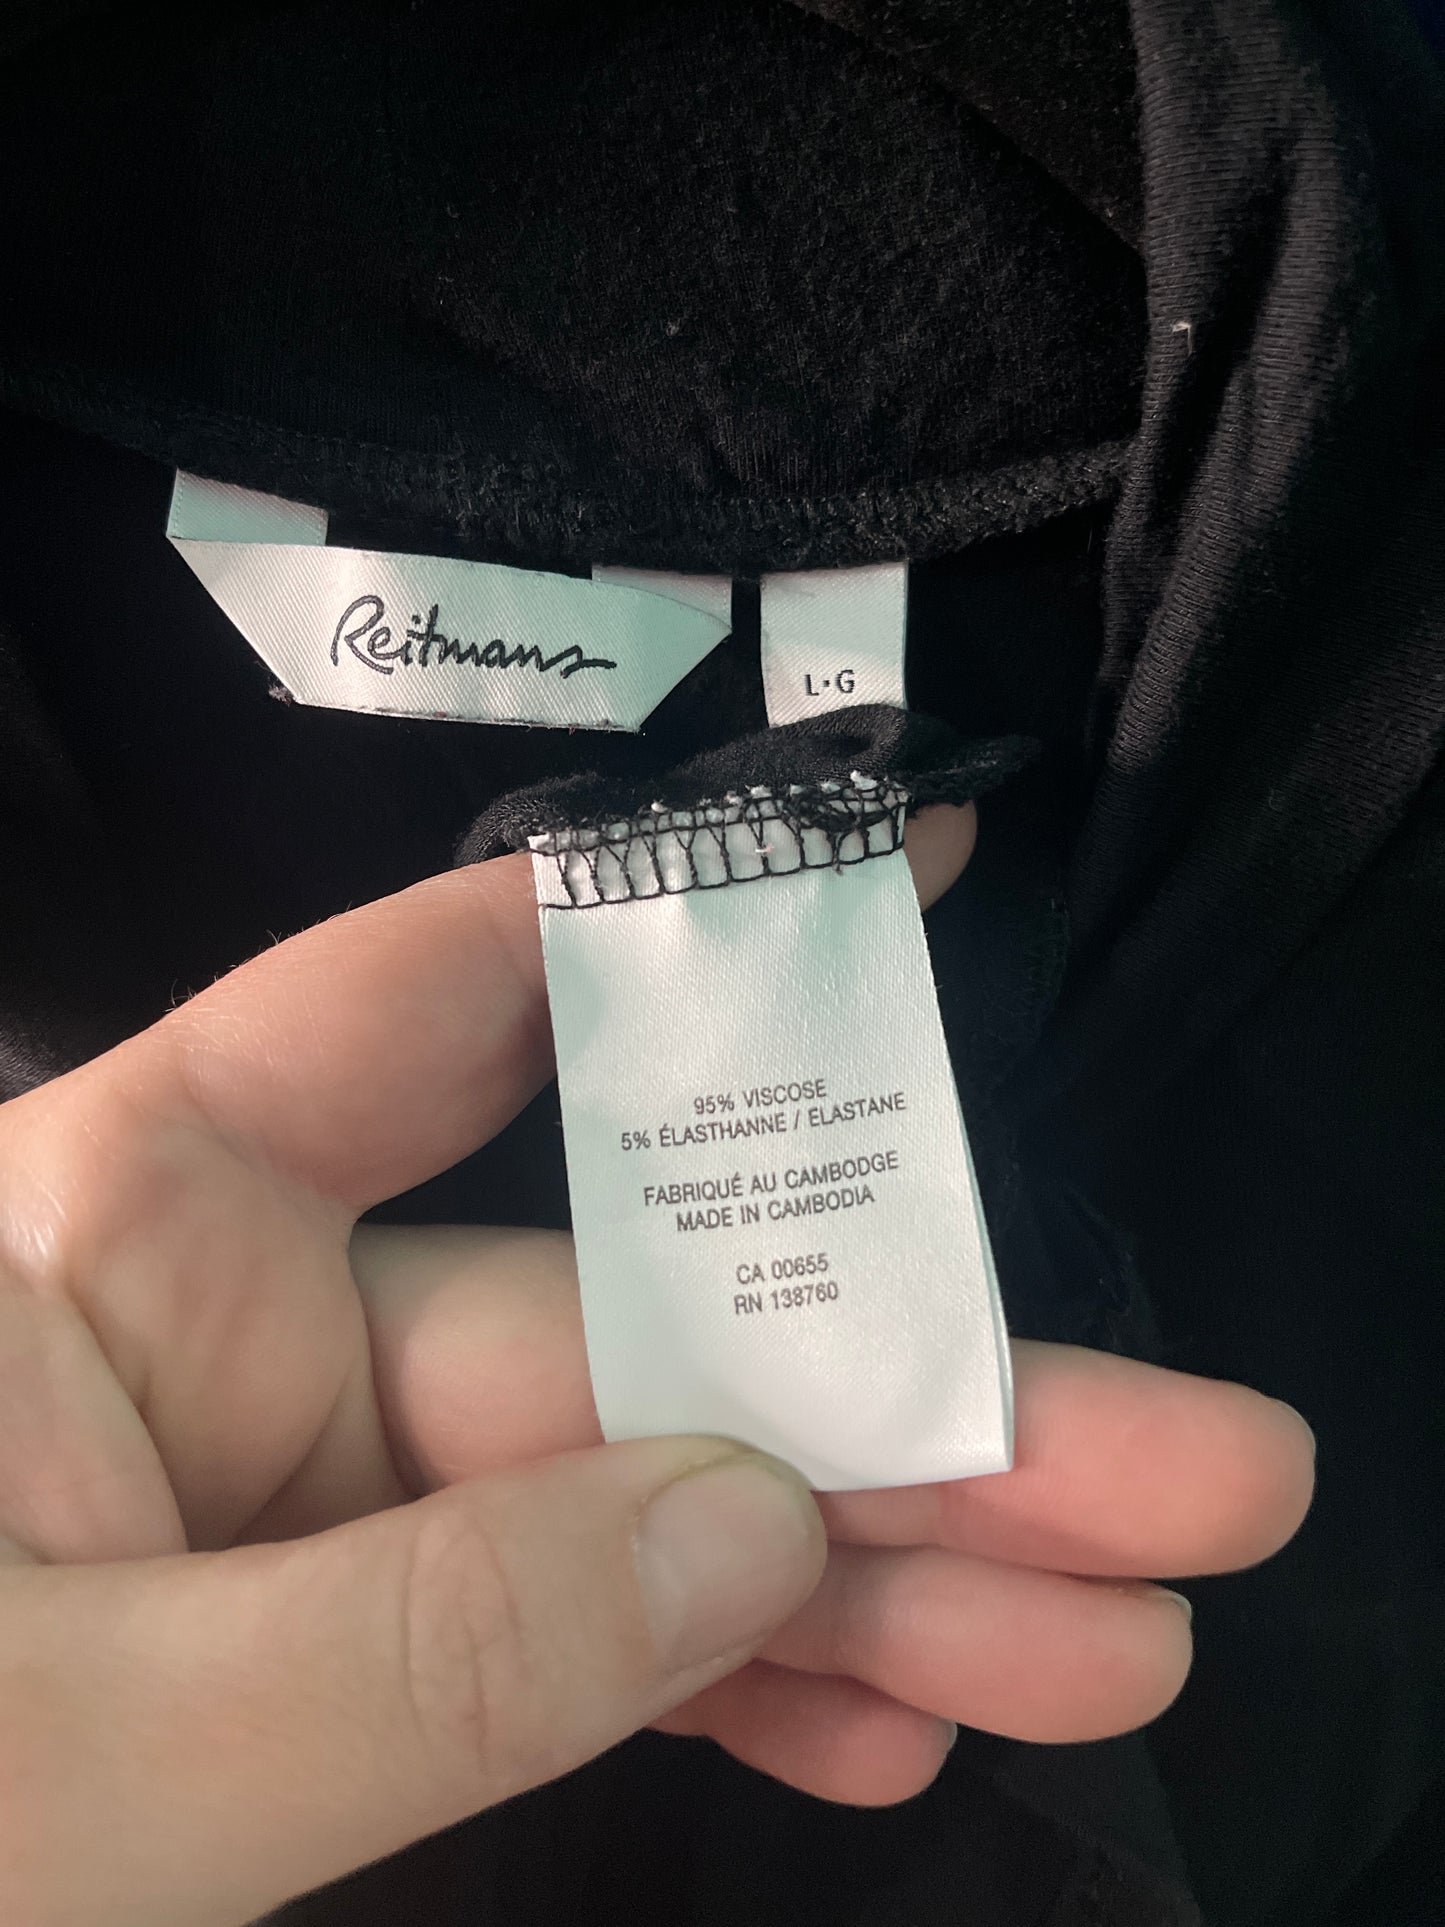 Reitmans
L·G
95% VISCOSE
5% ÉLASTHANNE / ELASTANE
FABRIQUÉ AU CAMBODGE
MADE IN CAMBODIA
CA 00655
RN 138760